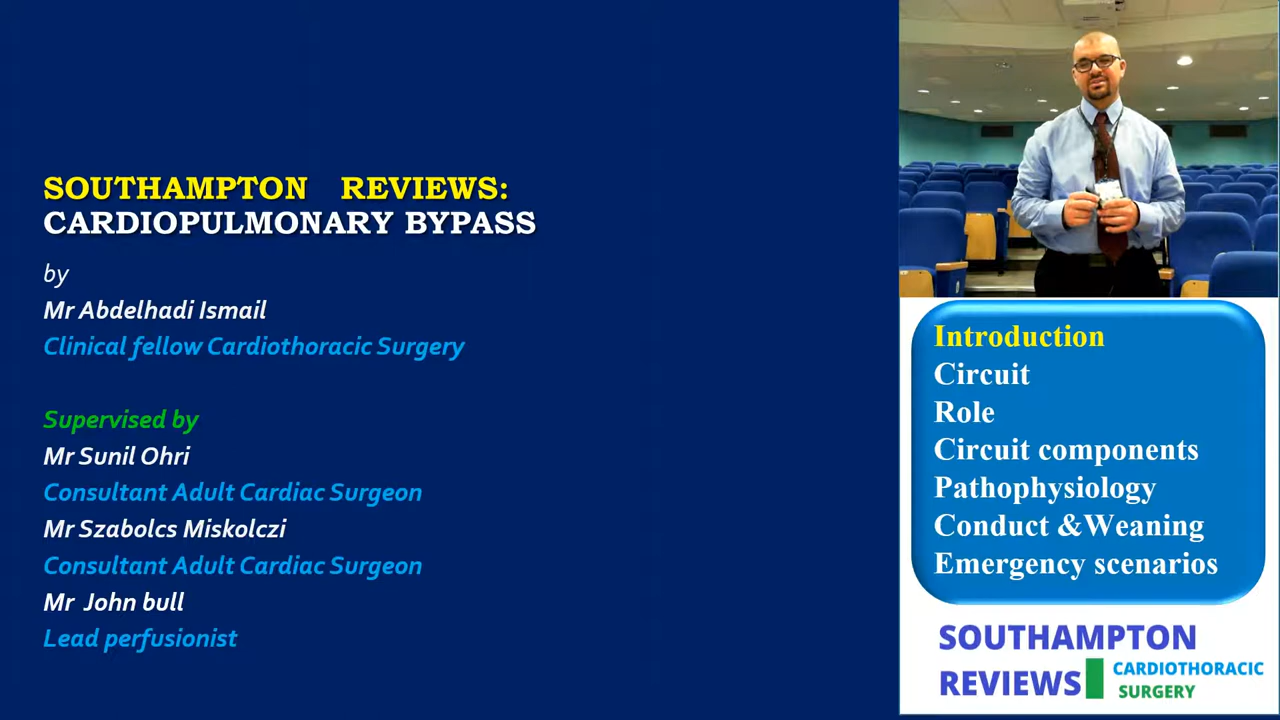 SOUTHAMPTON REVIEWS:
CARDIOPULMONARY BYPASS
by
Mr Abdelhadi Ismail
Clinical fellow Cardiothoracic Surgery
Supervised by
Mr Sunil Ohri
Consultant Adult Cardiac Surgeon
Mr Szabolcs Miskolczi
Consultant Adult Cardiac Surgeon
Mr John bull
Lead perfusionist
Introduction
Circuit
Role
Circuit components
Pathophysiology
Conduct &Weaning
Emergency scenarios
SOUTHAMPTON
REVIEWS
CARDIOTHORACIC
SURGERY